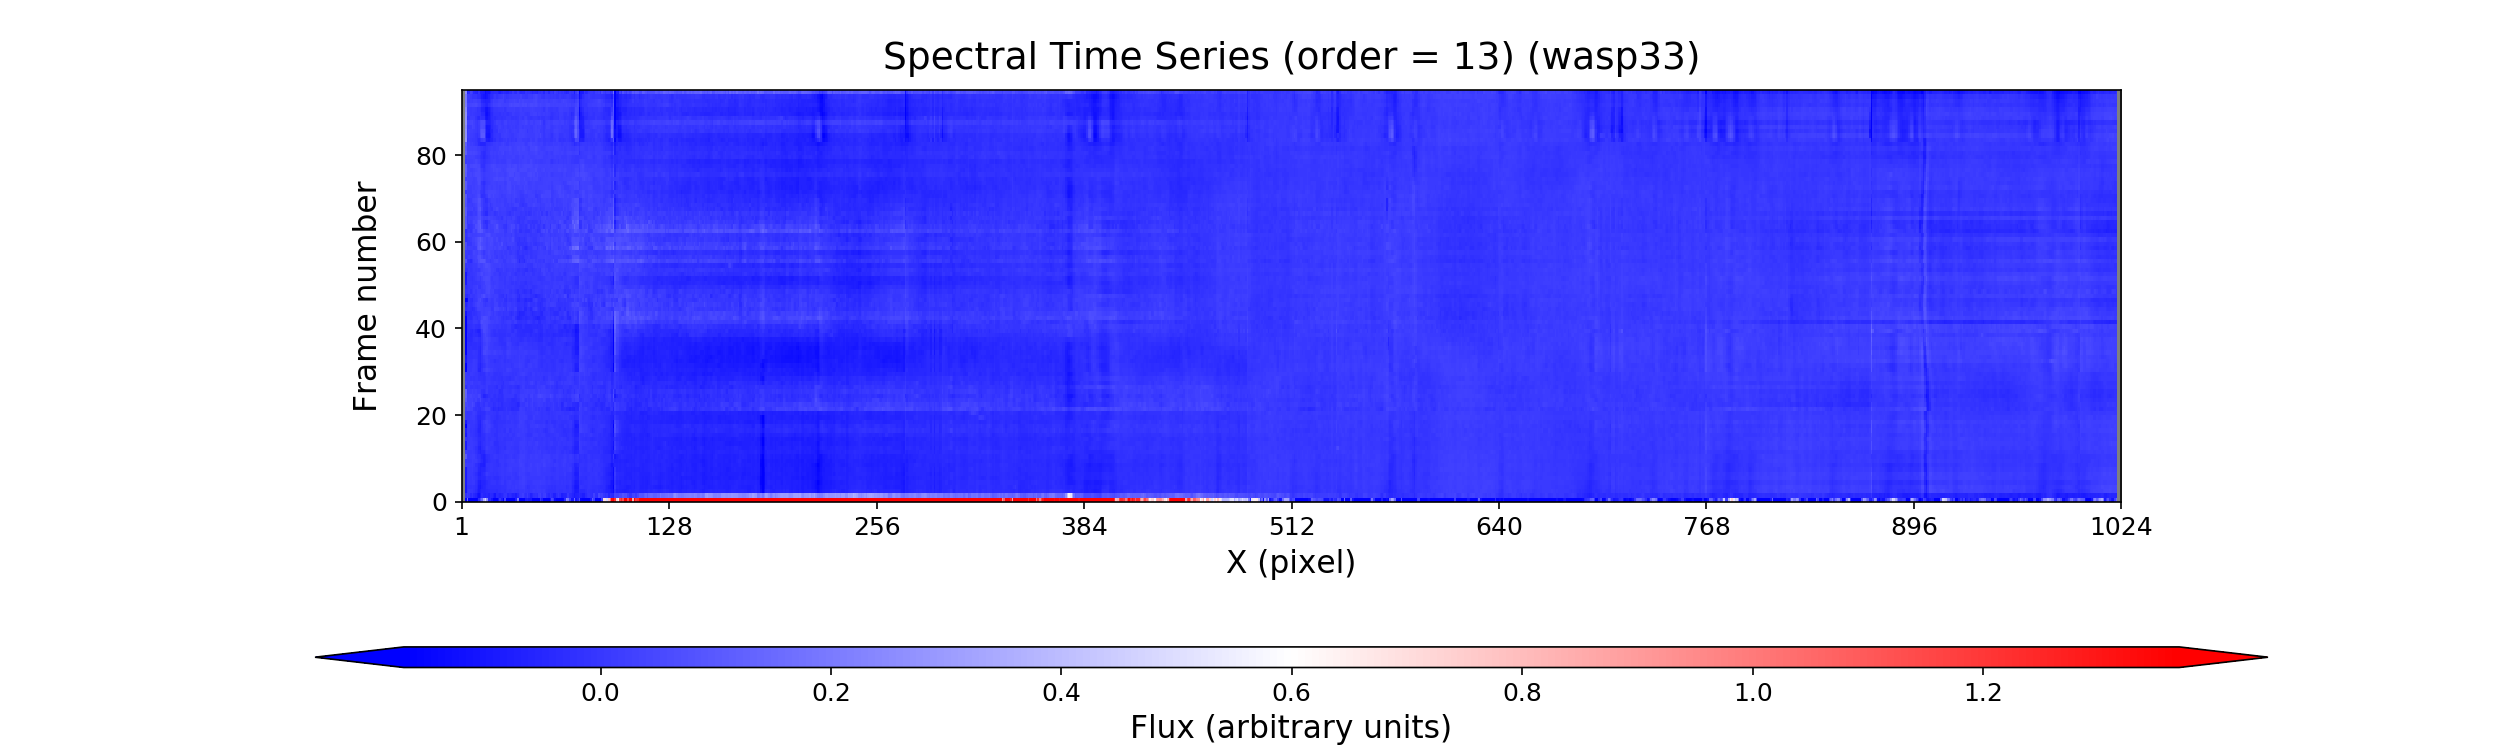 Spectral Time Series (order = 13) (wasp33)
Frame number
80
60
40
20
0
1 128 256 384 512 640 768 896 1024
X (pixel)
0.0 0.2 0.4 0.6 0.8 1.0 1.2
Flux (arbitrary units)